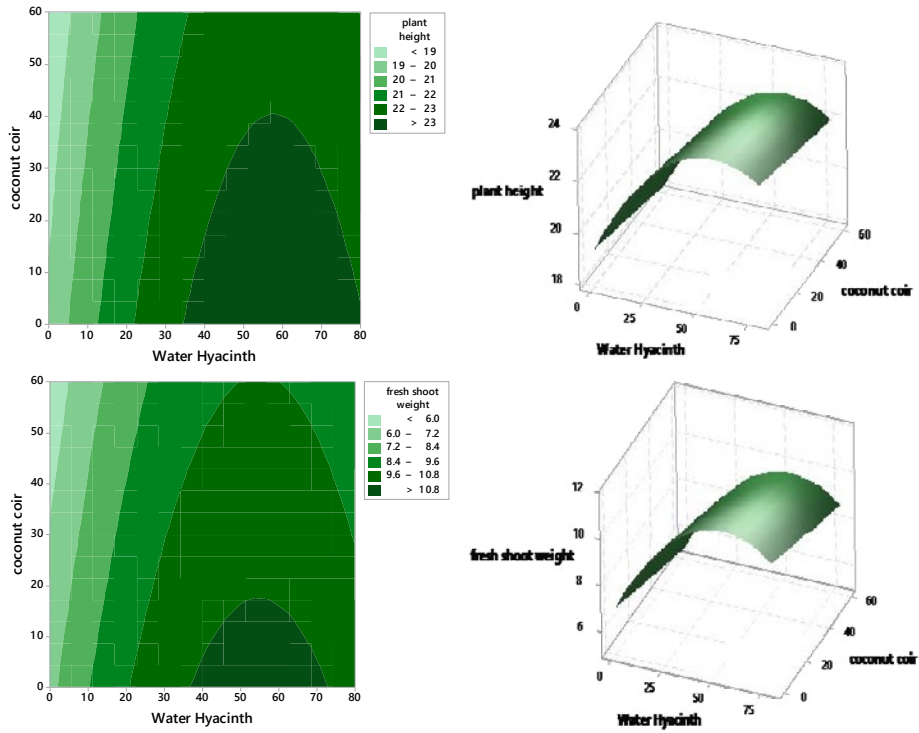 plant
height
< 19
19 – 20
20 – 21
21 – 22
22 – 23
> 23
60
50
40
30
20
10
0
coconut coir
0 10 20 30 40 50 60 70 80
Water Hyacinth
24
22
20
18
plant height
0 25 50 75
Water Hyacinth
0 20 40 60
coconut coir
fresh shoot
weight
< 6.0
6.0 – 7.2
7.2 – 8.4
8.4 – 9.6
9.6 – 10.8
> 10.8
60
50
40
30
20
10
0
coconut coir
0 10 20 30 40 50 60 70 80
Water Hyacinth
12
10
8
6
fresh shoot weight
0 25 50 75
Water Hyacinth
0 20 40 60
coconut coir